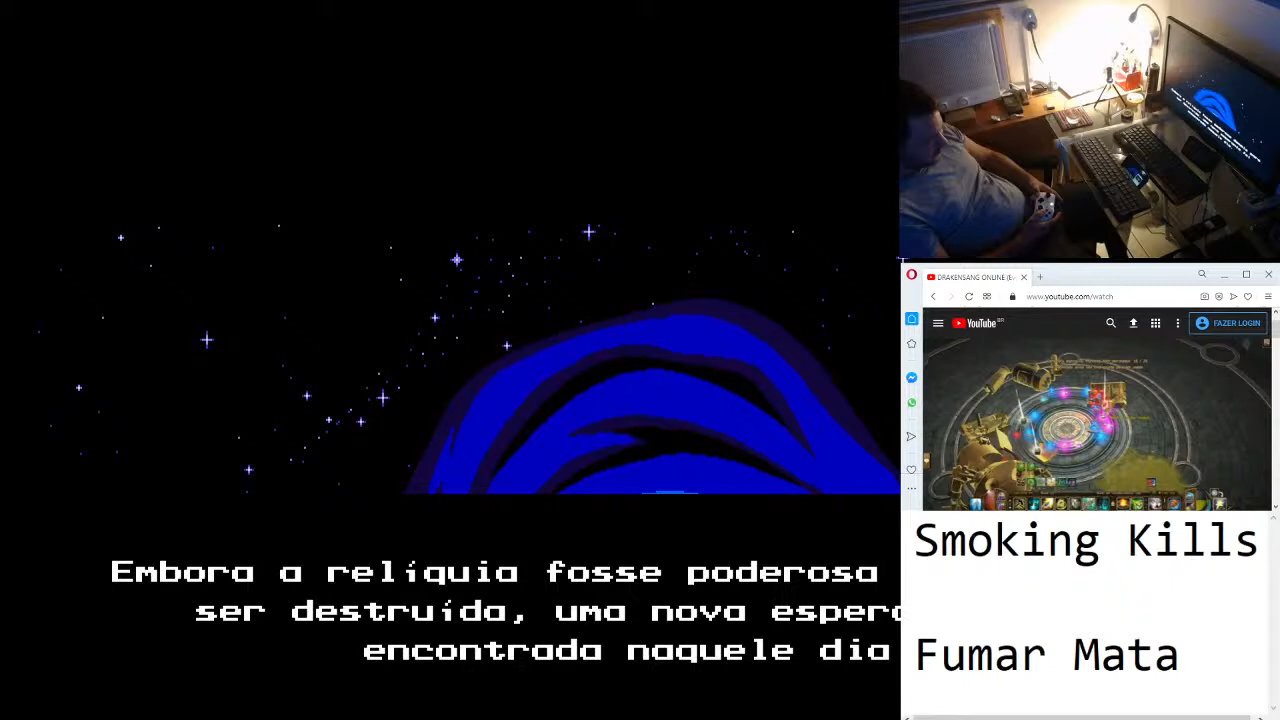 Embora a relíquia fosse poderosa
ser destruída, uma nova esper
encontrada naquele dia
DRAKENSANG ONLINE (E
www.youtube.com/watch
YouTube BR
FAZER LOGIN
Smoking Kills
Fumar Mata